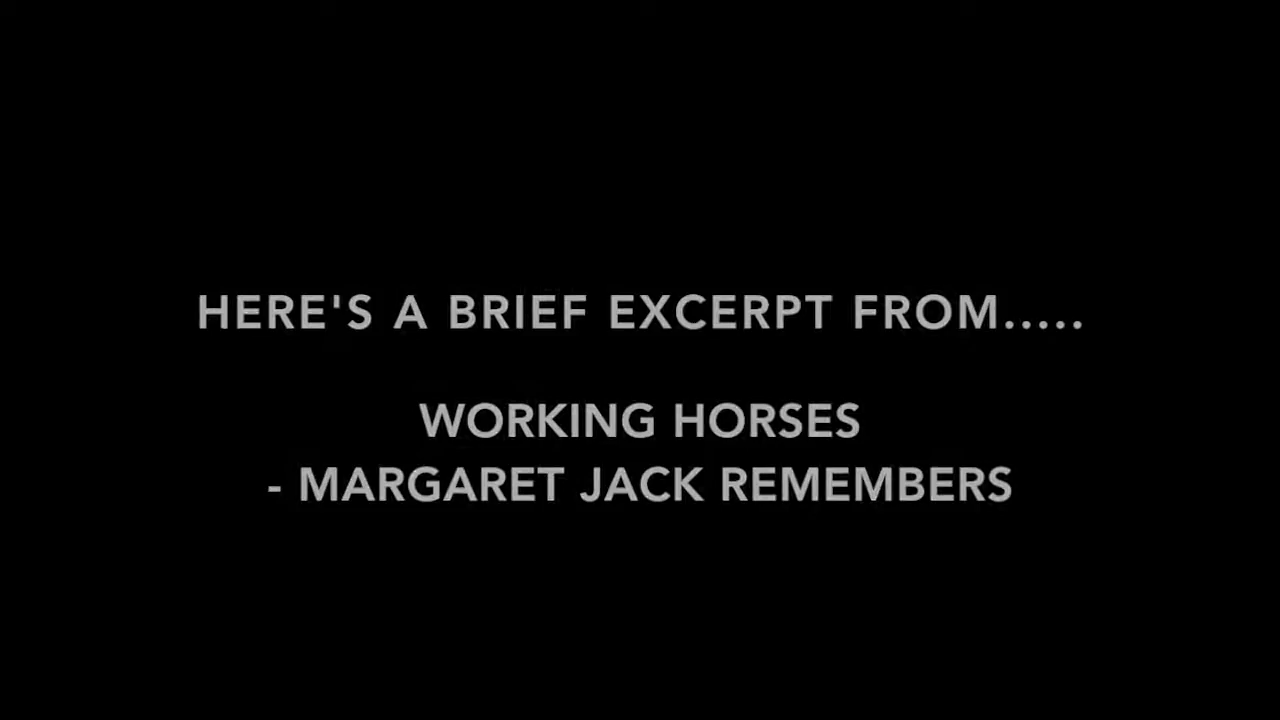 HERE'S A BRIEF EXCERPT FROM.....
WORKING HORSES
- MARGARET JACK REMEMBERS